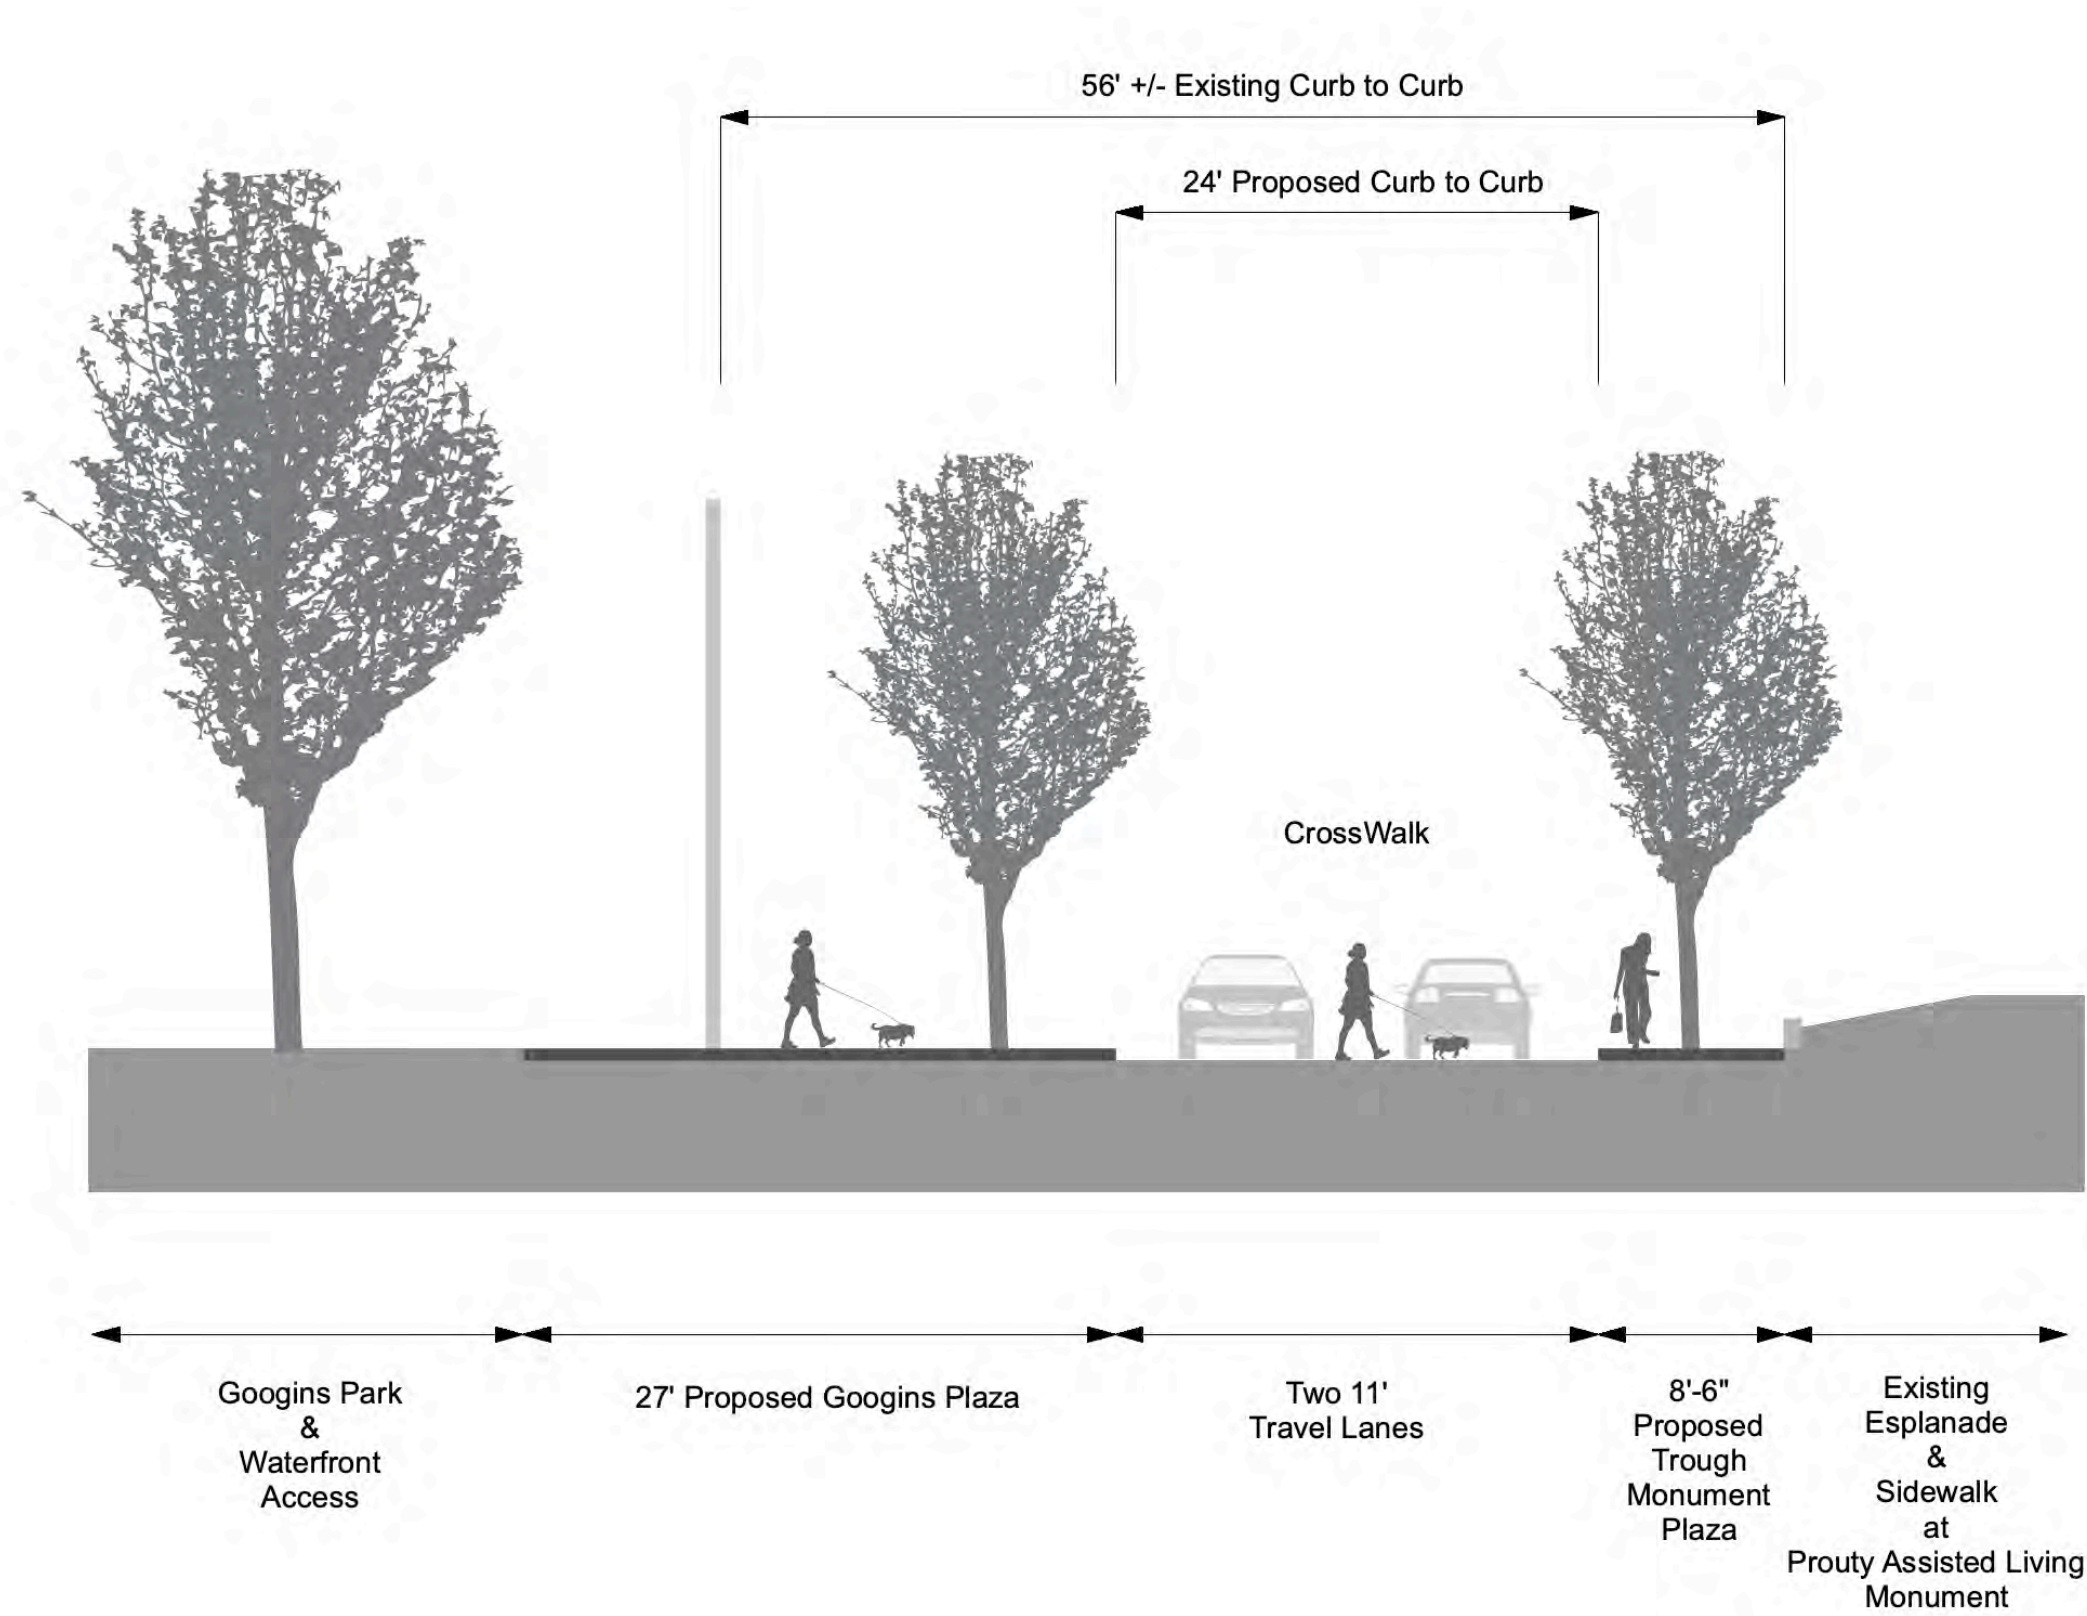 56' +/- Existing Curb to Curb
24' Proposed Curb to Curb
CrossWalk
Googins Park
&
Waterfront
Access
27' Proposed Googins Plaza
Two 11'
Travel Lanes
8'-6"
Proposed
Trough
Monument
Plaza
Existing
Esplanade
&
Sidewalk
at
Prouty Assisted Living
Monument